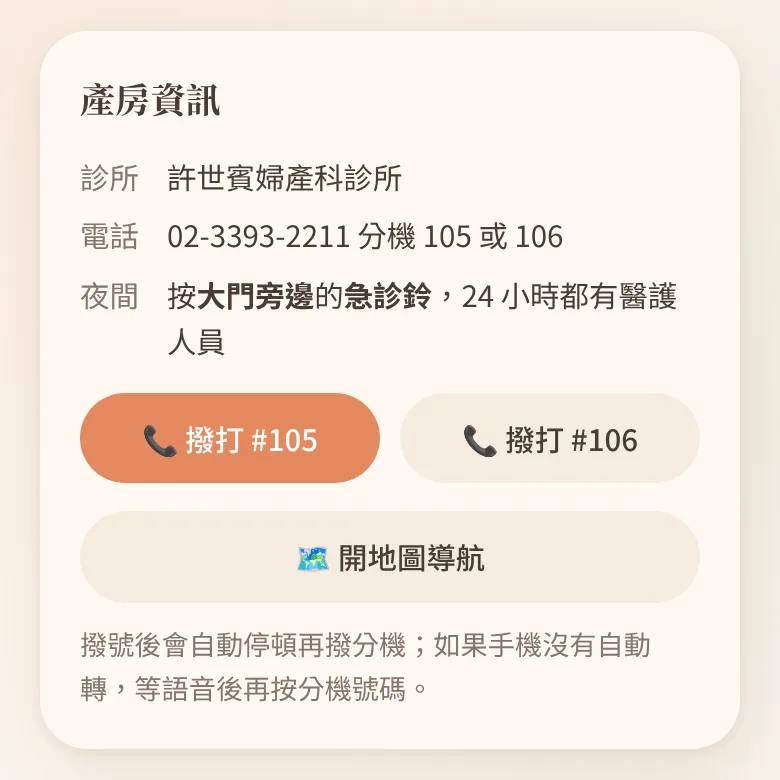 產房資訊
診所 許世賓婦產科診所
電話 02-3393-2211 分機 105 或 106
夜間 按大門旁邊的急診鈴，24 小時都有醫護
人員
撥打 #105
撥打 #106
開地圖導航
撥號後會自動停頓再撥分機；如果手機沒有自動
轉，等語音後再按分機號碼。